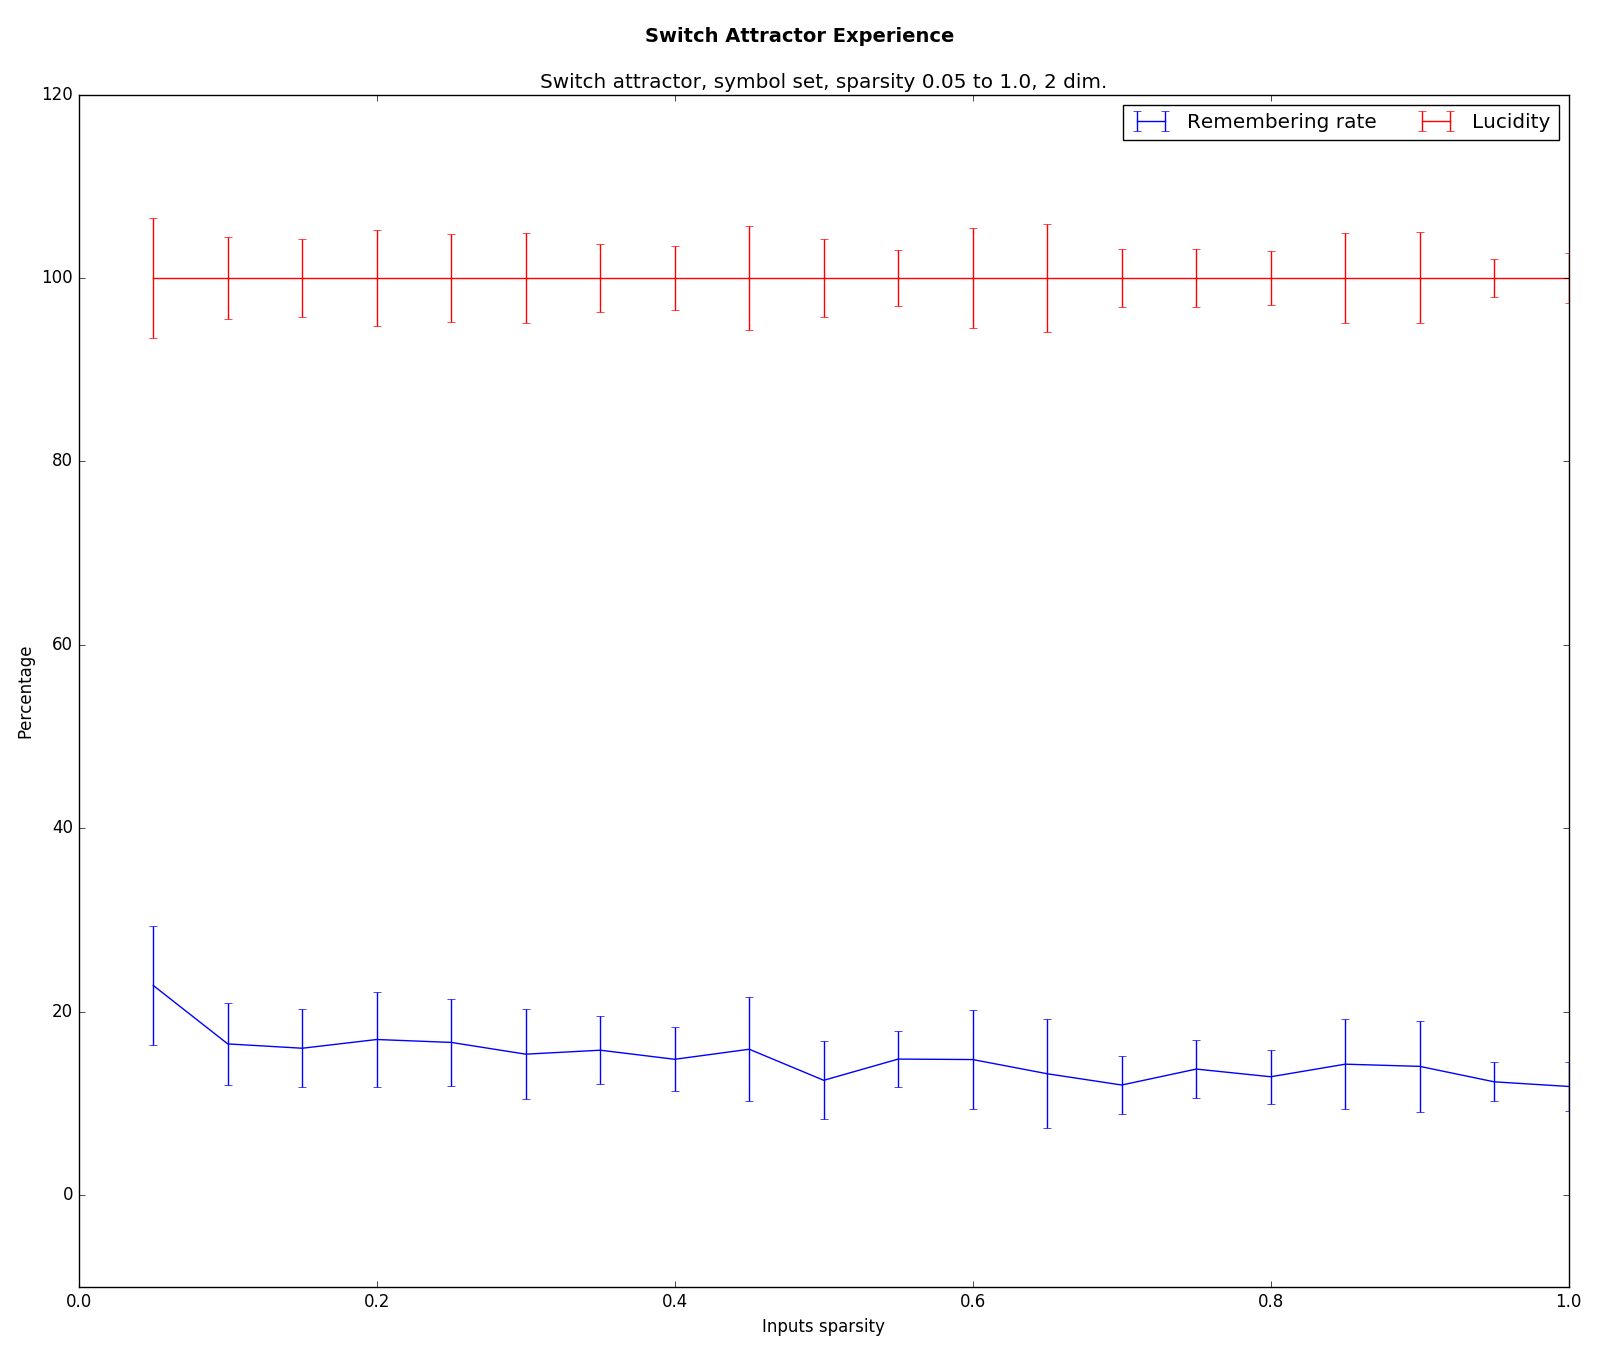 Switch Attractor Experience
Switch attractor, symbol set, sparsity 0.05 to 1.0, 2 dim.
Remembering rate Lucidity
120
100
80
60
40
20
0
Percentage
0.0 0.2 0.4 0.6 0.8 1.0
Inputs sparsity